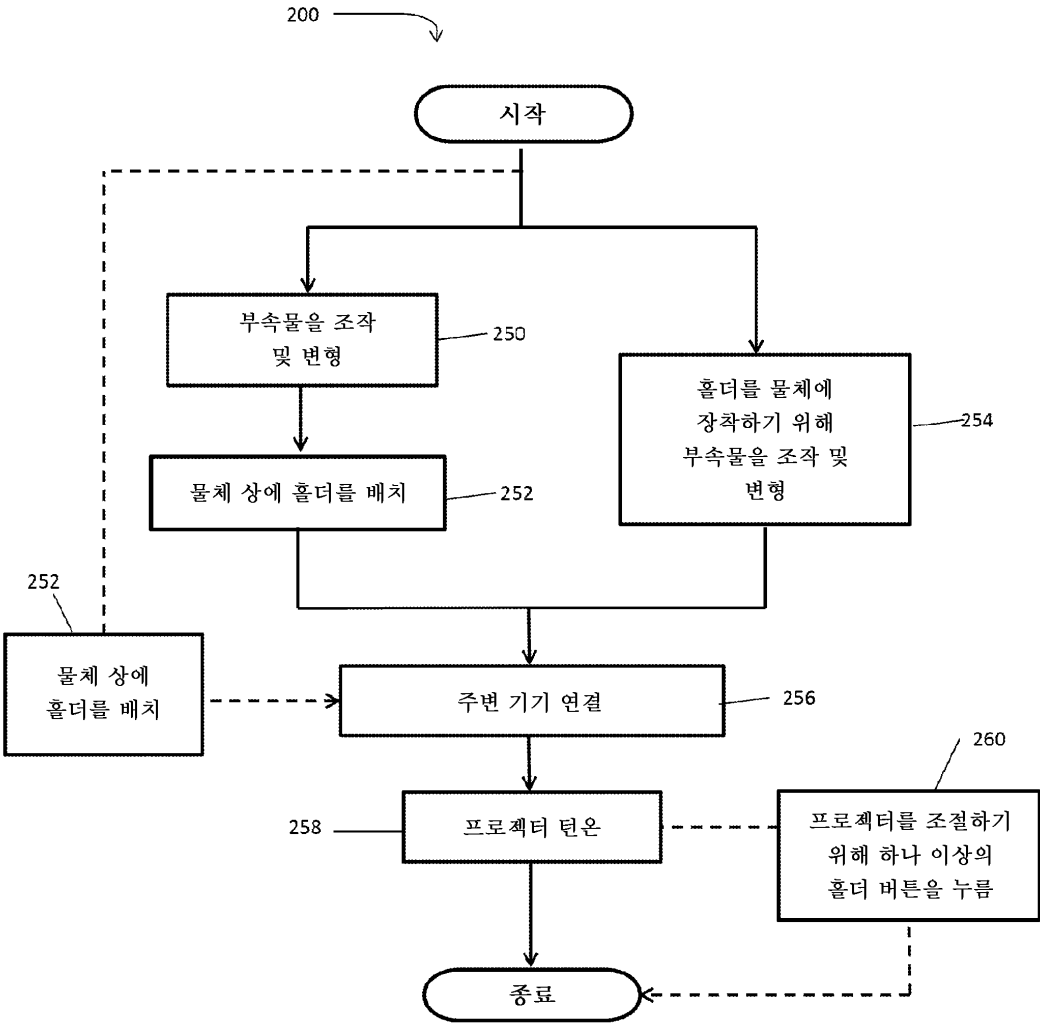 200
시작
부속물을 조작
및 변형
250
홀더를 물체에
장착하기 위해
부속물을 조작 및
변형
254
물체 상에 홀더를 배치
252
252
물체 상에
홀더를 배치
주변 기기 연결
256
260
258
프로젝터 턴온
프로젝터를 조절하기
위해 하나 이상의
홀더 버튼을 누름
종료